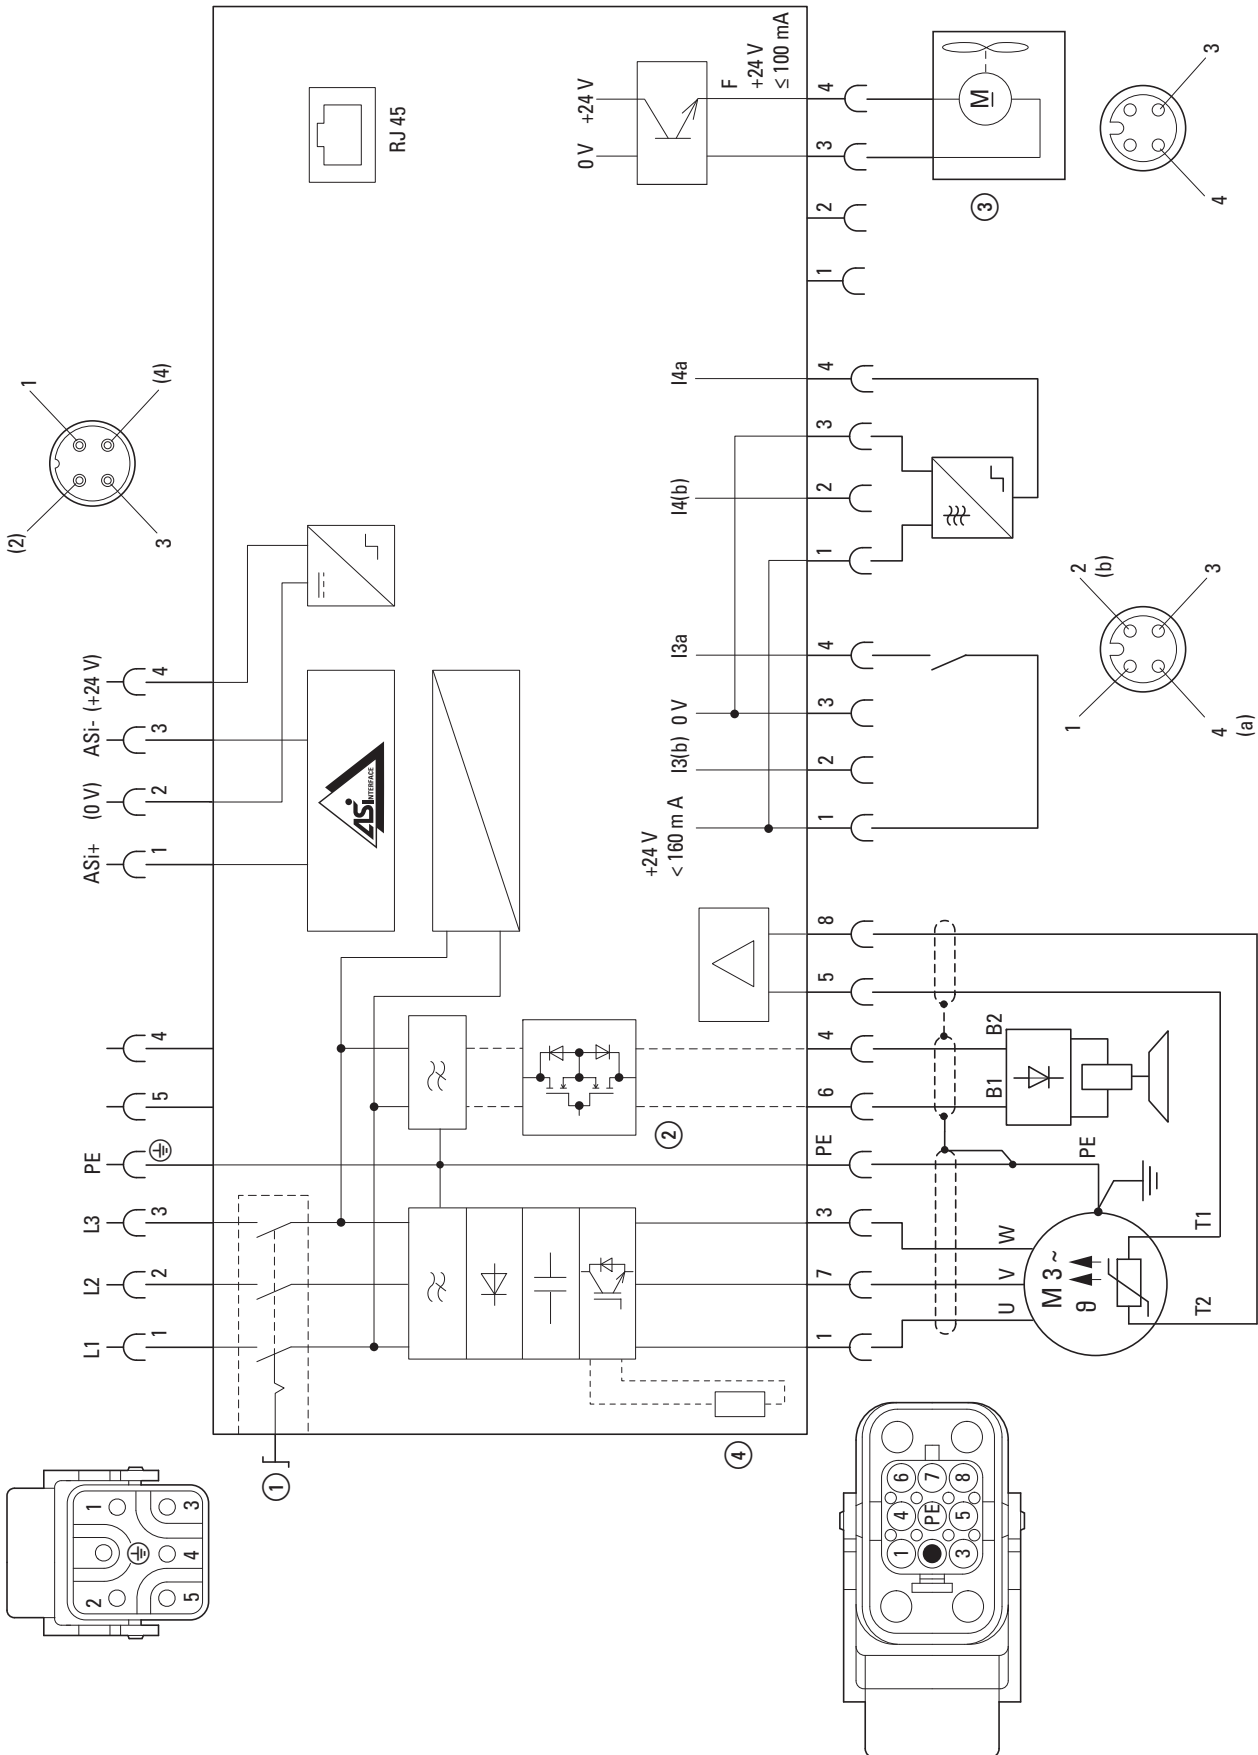 L1 L2 L3 PE
1 2 3 5 4
ASi+ (0 V) ASi- (+24 V)
1 2 3 4
(2) 1
3 (4)
2 1
5 4 3
1
ASi
INTERFACE
RJ 45
2
4
+24 V
< 160 m A
I3(b) 0 V I3a
I4(b) I4a
0 V +24 V
F
+24 V
≤ 100 mA
1 7 3 PE 6 4 5 8
1 2 3 4
1 2 3 4
1 2 3 4
U V W
M 3 ~
ϑ
PE
B1 B2
T2 T1
M
3
1 2
(b)
4
(a)
3
4 3
1 4 6
PE 7
3 5 8